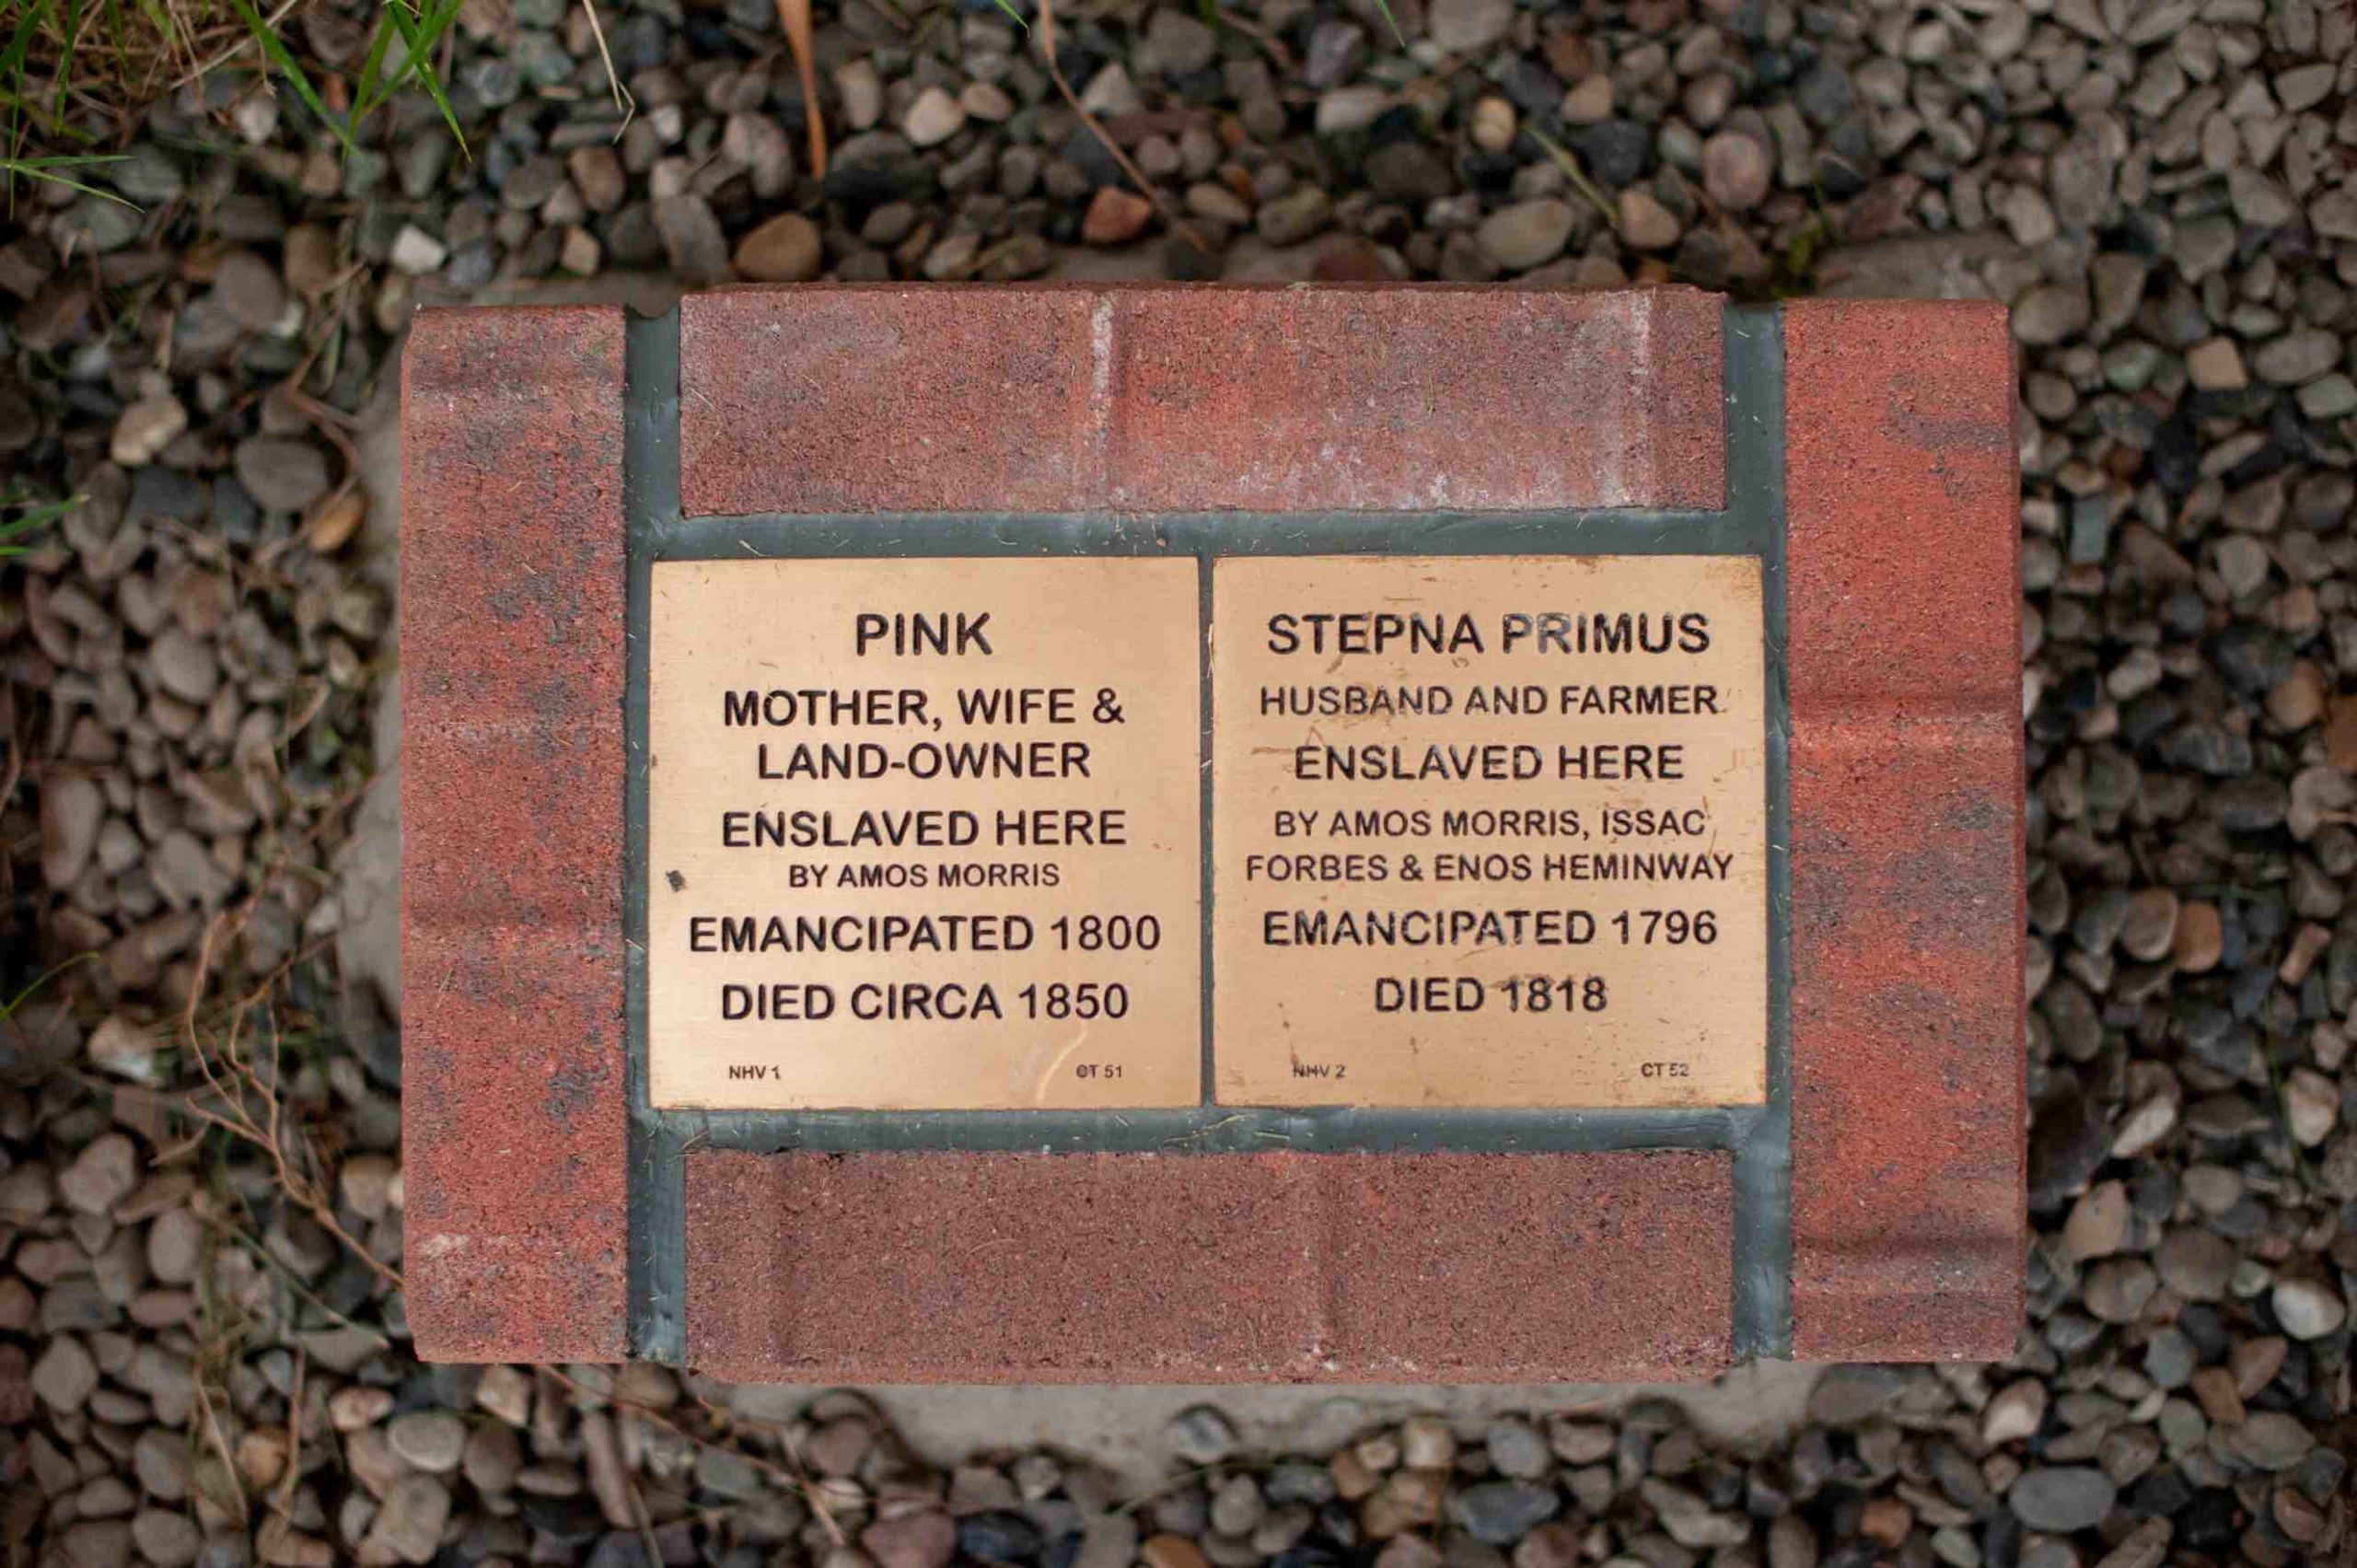 PINK
MOTHER, WIFE &
LAND-OWNER
ENSLAVED HERE
BY AMOS MORRIS
EMANCIPATED 1800
DIED CIRCA 1850
NHV 1 CT 51
STEPNA PRIMUS
HUSBAND AND FARMER
ENSLAVED HERE
BY AMOS MORRIS, ISSAC
FORBES & ENOS HEMINWAY
EMANCIPATED 1796
DIED 1818
NHV 2 CT 52